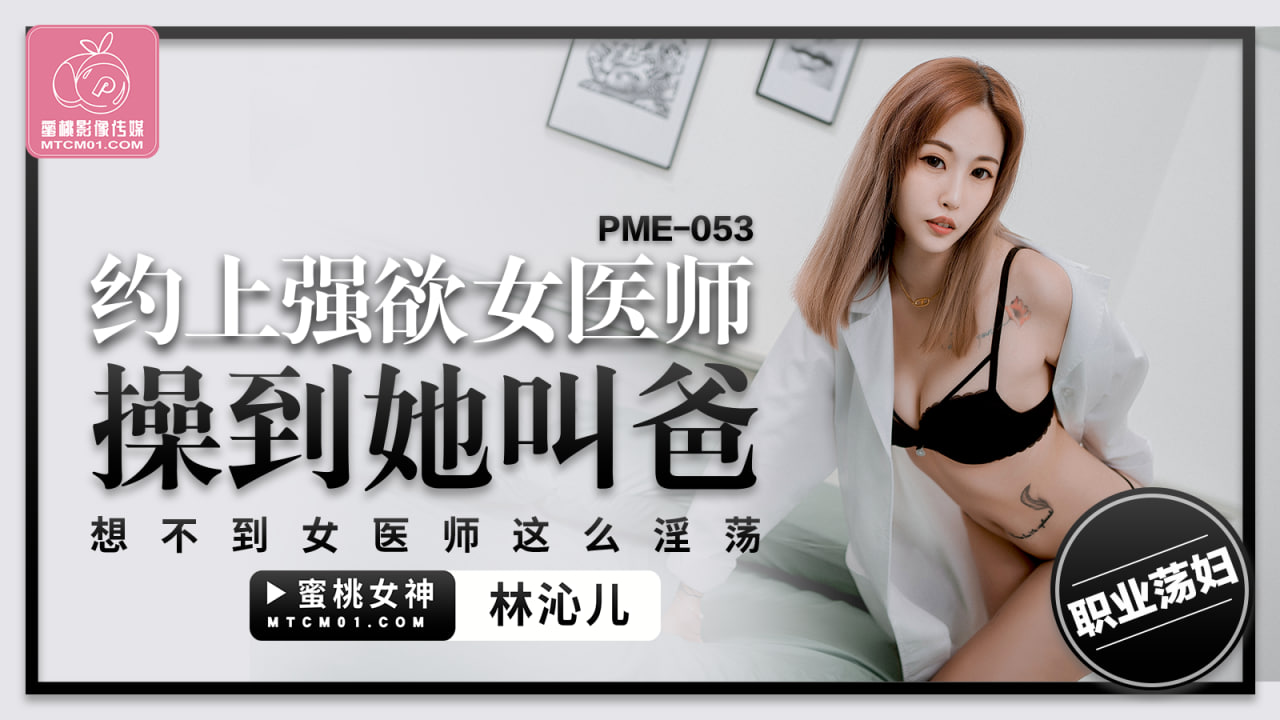 蜜桃影像传媒
MTCM01.COM
PME-053
约上强欲女医师
操到她叫爸
想不到女医师这么淫荡
蜜桃女神
MTCM01.COM
林沁儿
职业荡妇